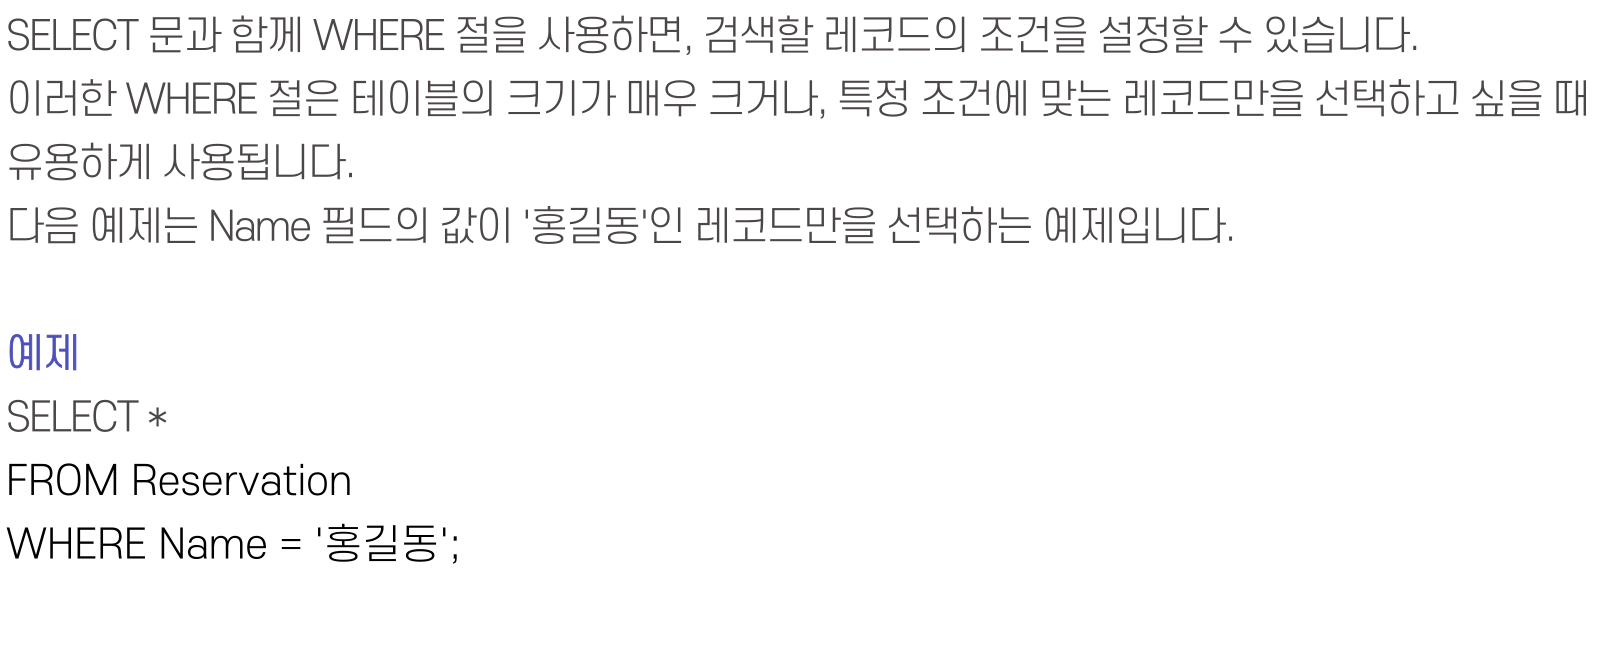 SELECT 문과 함께 WHERE 절을 사용하면, 검색할 레코드의 조건을 설정할 수 있습니다.
이러한 WHERE 절은 테이블의 크기가 매우 크거나, 특정 조건에 맞는 레코드만을 선택하고 싶을 때
유용하게 사용됩니다.
다음 예제는 Name 필드의 값이 '홍길동'인 레코드만을 선택하는 예제입니다.
예제
SELECT *
FROM Reservation
WHERE Name = '홍길동';